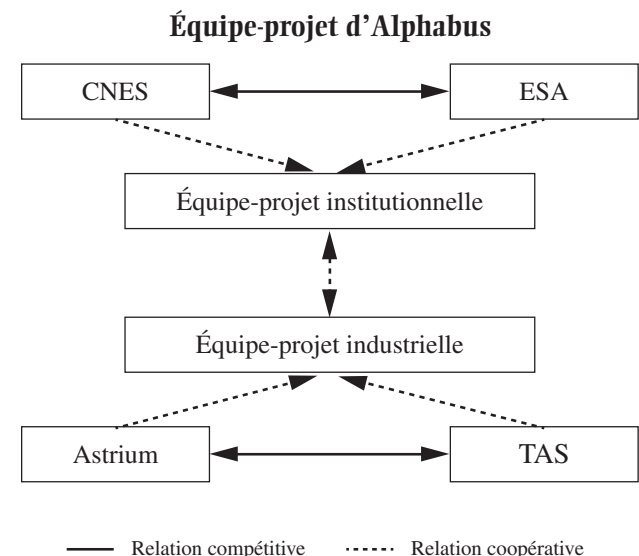 Équipe-projet d'Alphabus
CNES
ESA
Équipe-projet institutionnelle
Équipe-projet industrielle
Astrium
TAS
Relation compétitive
Relation coopérative